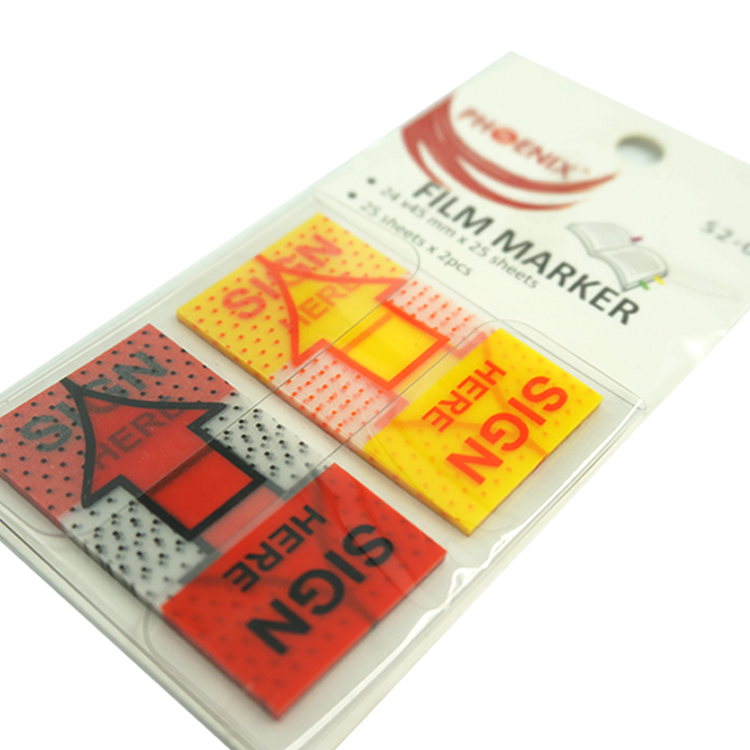 PHOENIX
FILM MARKER
• 24 x45 mm x 25 sheets
• 25 sheets x 2pcs
SIGN
HERE
SIGN
HERE
SIGN
HERE
SIGN
HERE